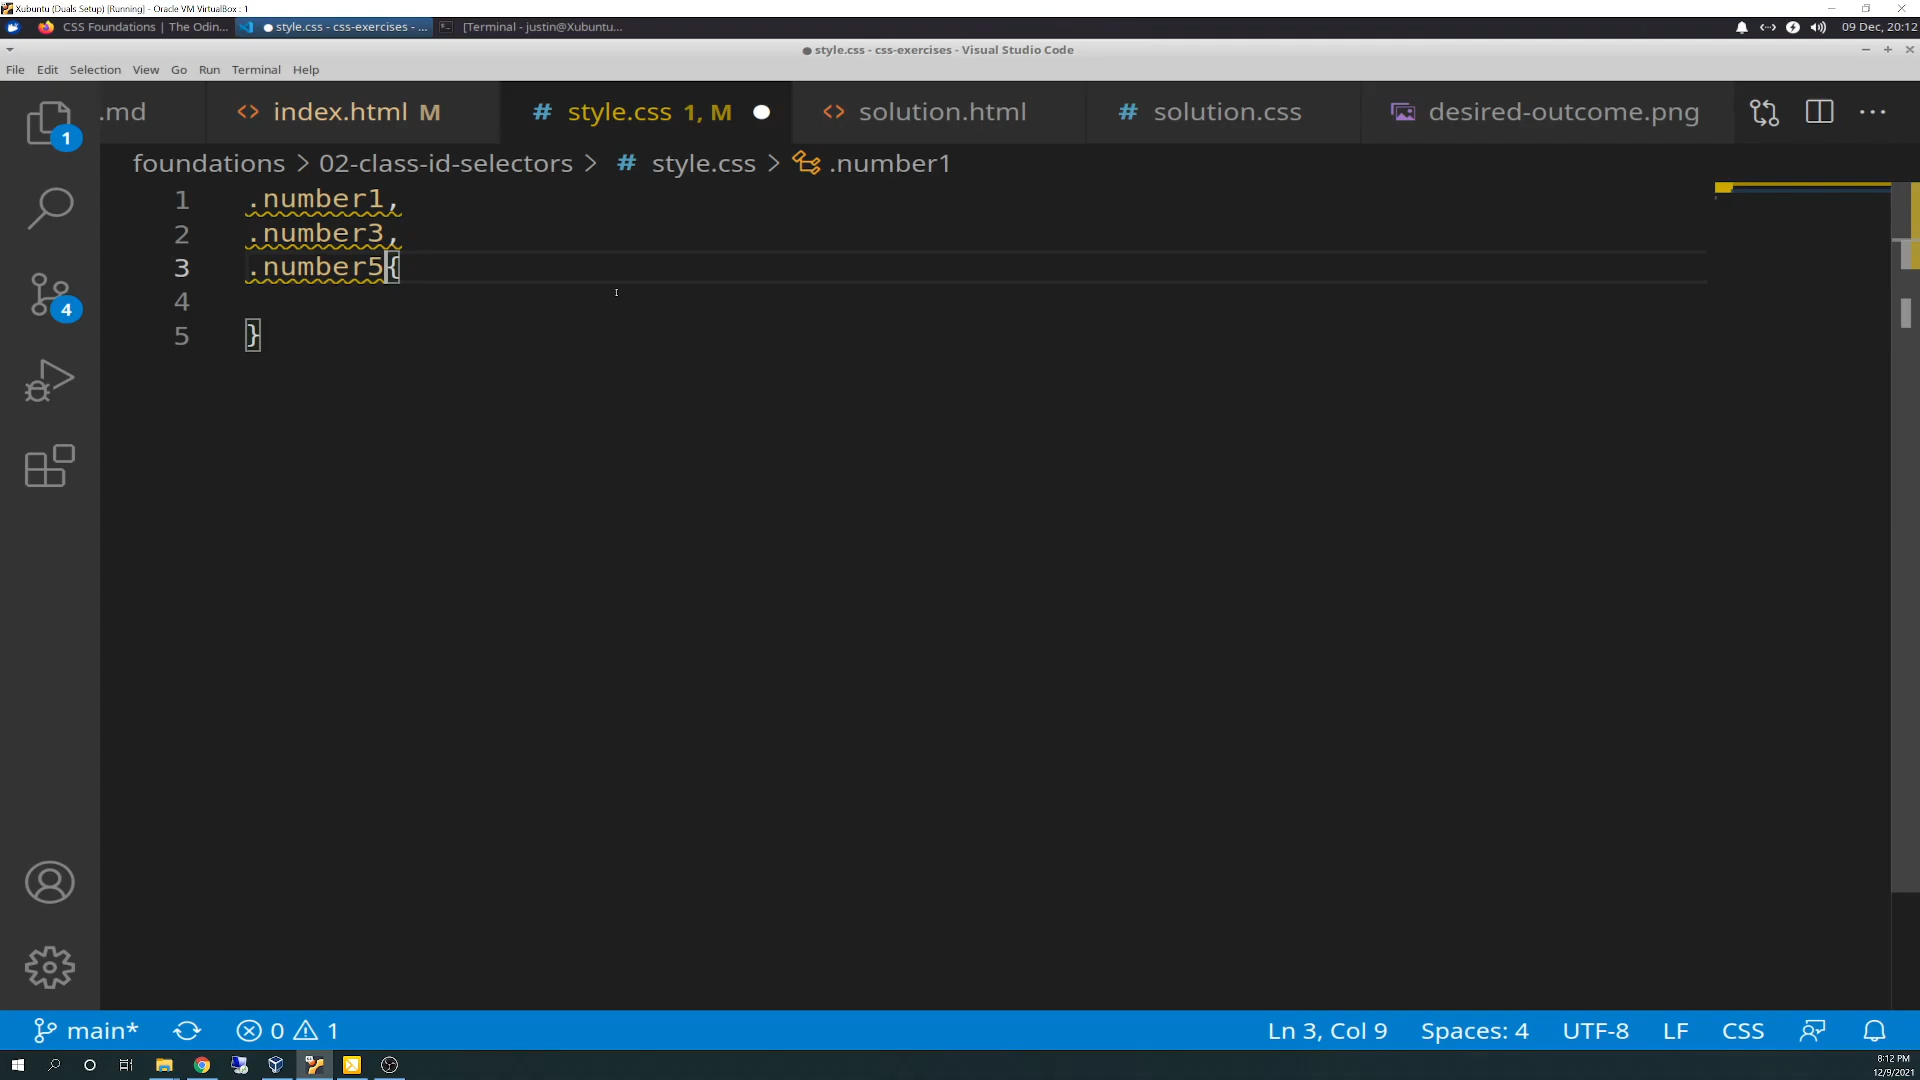 Xubuntu (Duals Setup) [Running] - Oracle VM VirtualBox : 1
CSS Foundations | The Odin...
style.css - css-exercises - ...
[Terminal - justin@Xubuntu...
09 Dec, 20:12
style.css - css-exercises - Visual Studio Code
File Edit Selection View Go Run Terminal Help
.md
index.html M
style.css 1, M
solution.html
solution.css
desired-outcome.png
1
foundations > 02-class-id-selectors > # style.css > .number1
1 .number1,
2 .number3,
3 .number5{
4
5 }
4
main*
0
1
Ln 3, Col 9
Spaces: 4
UTF-8
LF
CSS
8:12 PM
12/9/2021